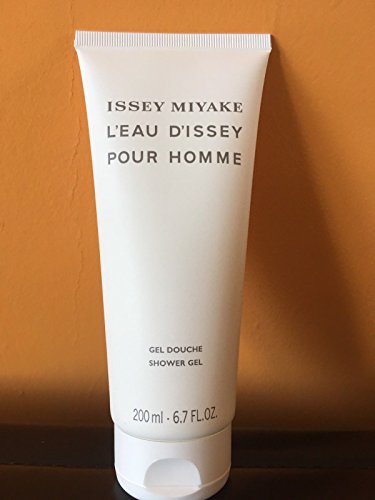 ISSEY MIYAKE
L'EAU D'ISSEY
POUR HOMME
GEL DOUCHE
SHOWER GEL
200 ml - 6.7 FL.OZ.